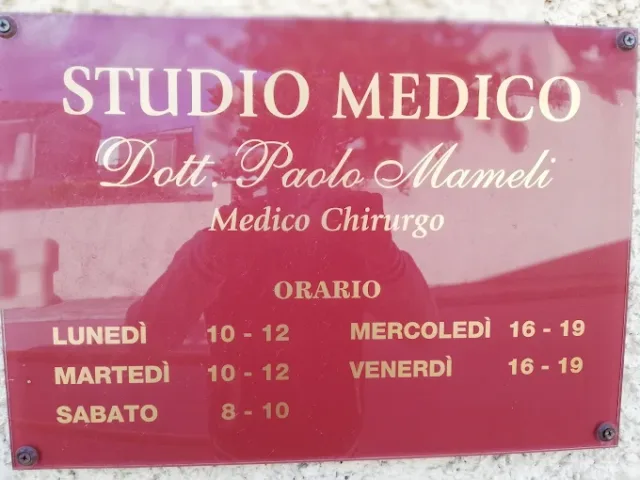 STUDIO MEDICO
Dott. Paolo Mameli
Medico Chirurgo
ORARIO
LUNEDÌ 10 - 12 MERCOLEDÌ 16 - 19
MARTEDÌ 10 - 12 VENERDÌ 16 - 19
SABATO 8 - 10